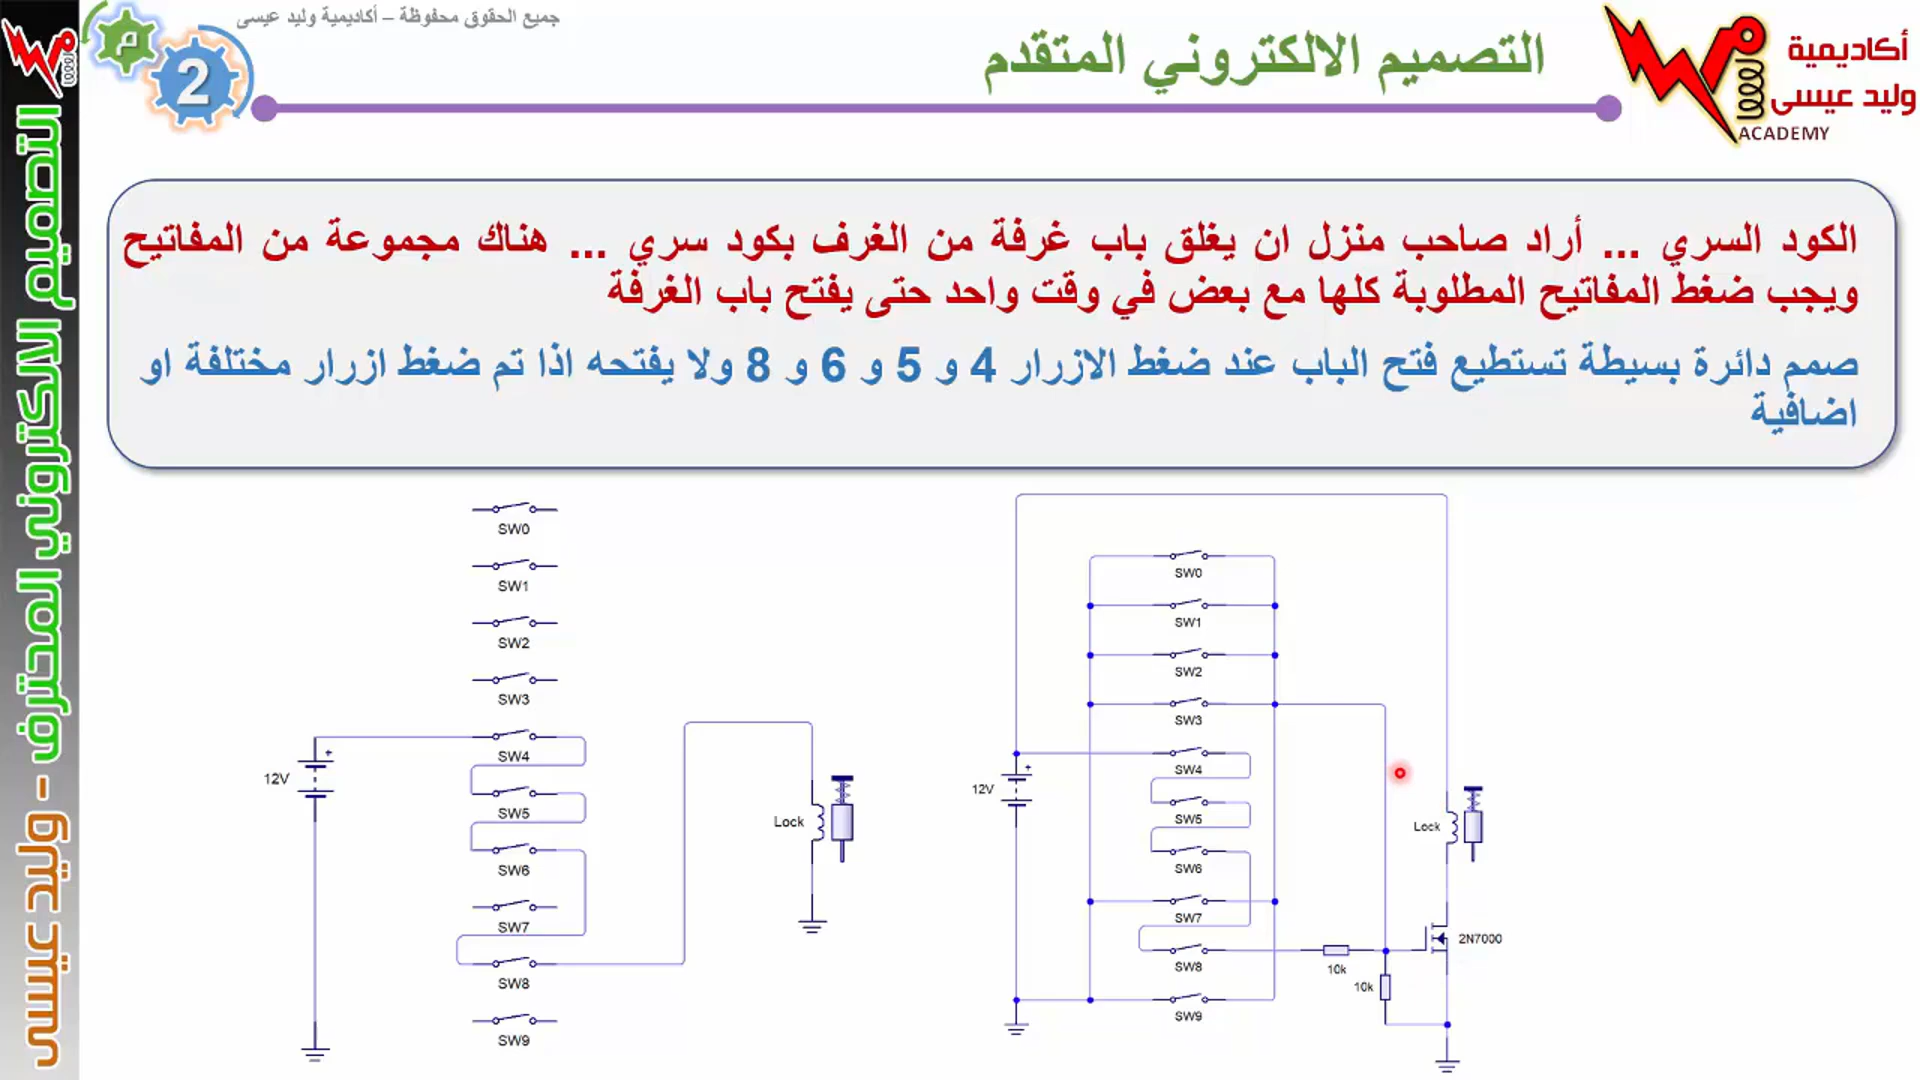 جميع الحقوق محفوظة – أكاديمية وليد عيسى
م
2
التصميم الالكتروني المتقدم
أكاديمية
وليد عيسى
ACADEMY
التصميم الالكتروني المحترف - وليد عيسى
الكود السري ... أراد صاحب منزل ان يغلق باب غرفة من الغرف بكود سري ... هناك مجموعة من المفاتيح
ويجب ضغط المفاتيح المطلوبة كلها مع بعض في وقت واحد حتى يفتح باب الغرفة
صمم دائرة بسيطة تستطيع فتح الباب عند ضغط الازرار 4 و 5 و 6 و 8 ولا يفتحه اذا تم ضغط ازرار مختلفة او
اضافية
SW0
SW1
SW2
SW3
SW4
12V
SW5
Lock
SW6
SW7
SW8
SW9
SW0
SW1
SW2
SW3
SW4
12V
SW5
Lock
SW6
SW7
2N7000
SW8
10k
10k
SW9